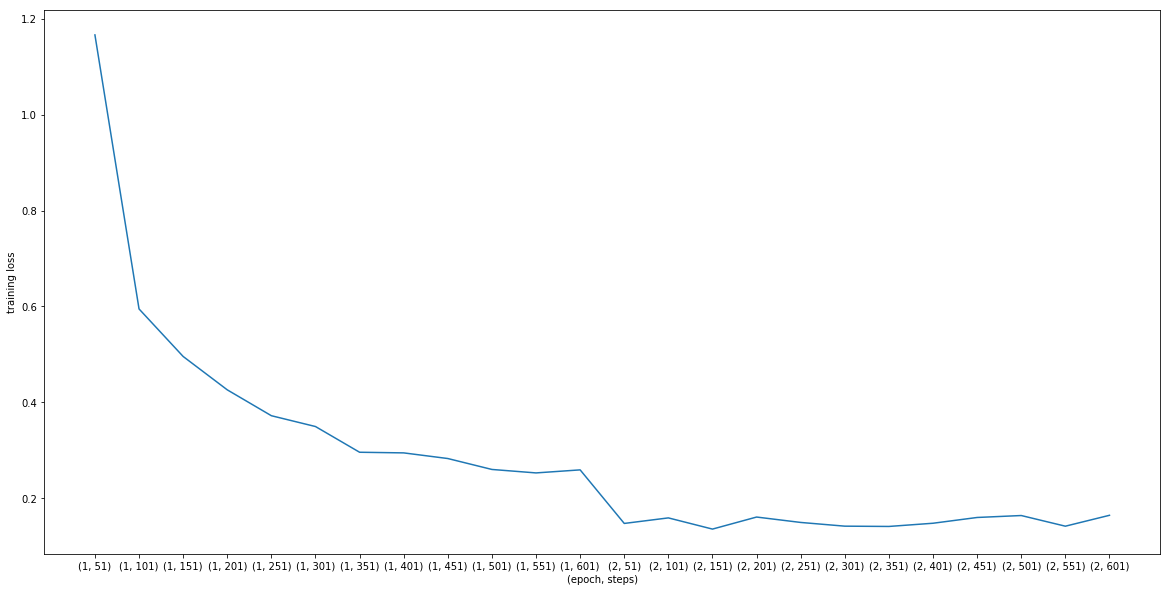 1.2
1.0
0.8
0.6
0.4
0.2
training loss
(1, 51) (1, 101) (1, 151) (1, 201) (1, 251) (1, 301) (1, 351) (1, 401) (1, 451) (1, 501) (1, 551) (1, 601) (2, 51) (2, 101) (2, 151) (2, 201) (2, 251) (2, 301) (2, 351) (2, 401) (2, 451) (2, 501) (2, 551) (2, 601)
(epoch, steps)